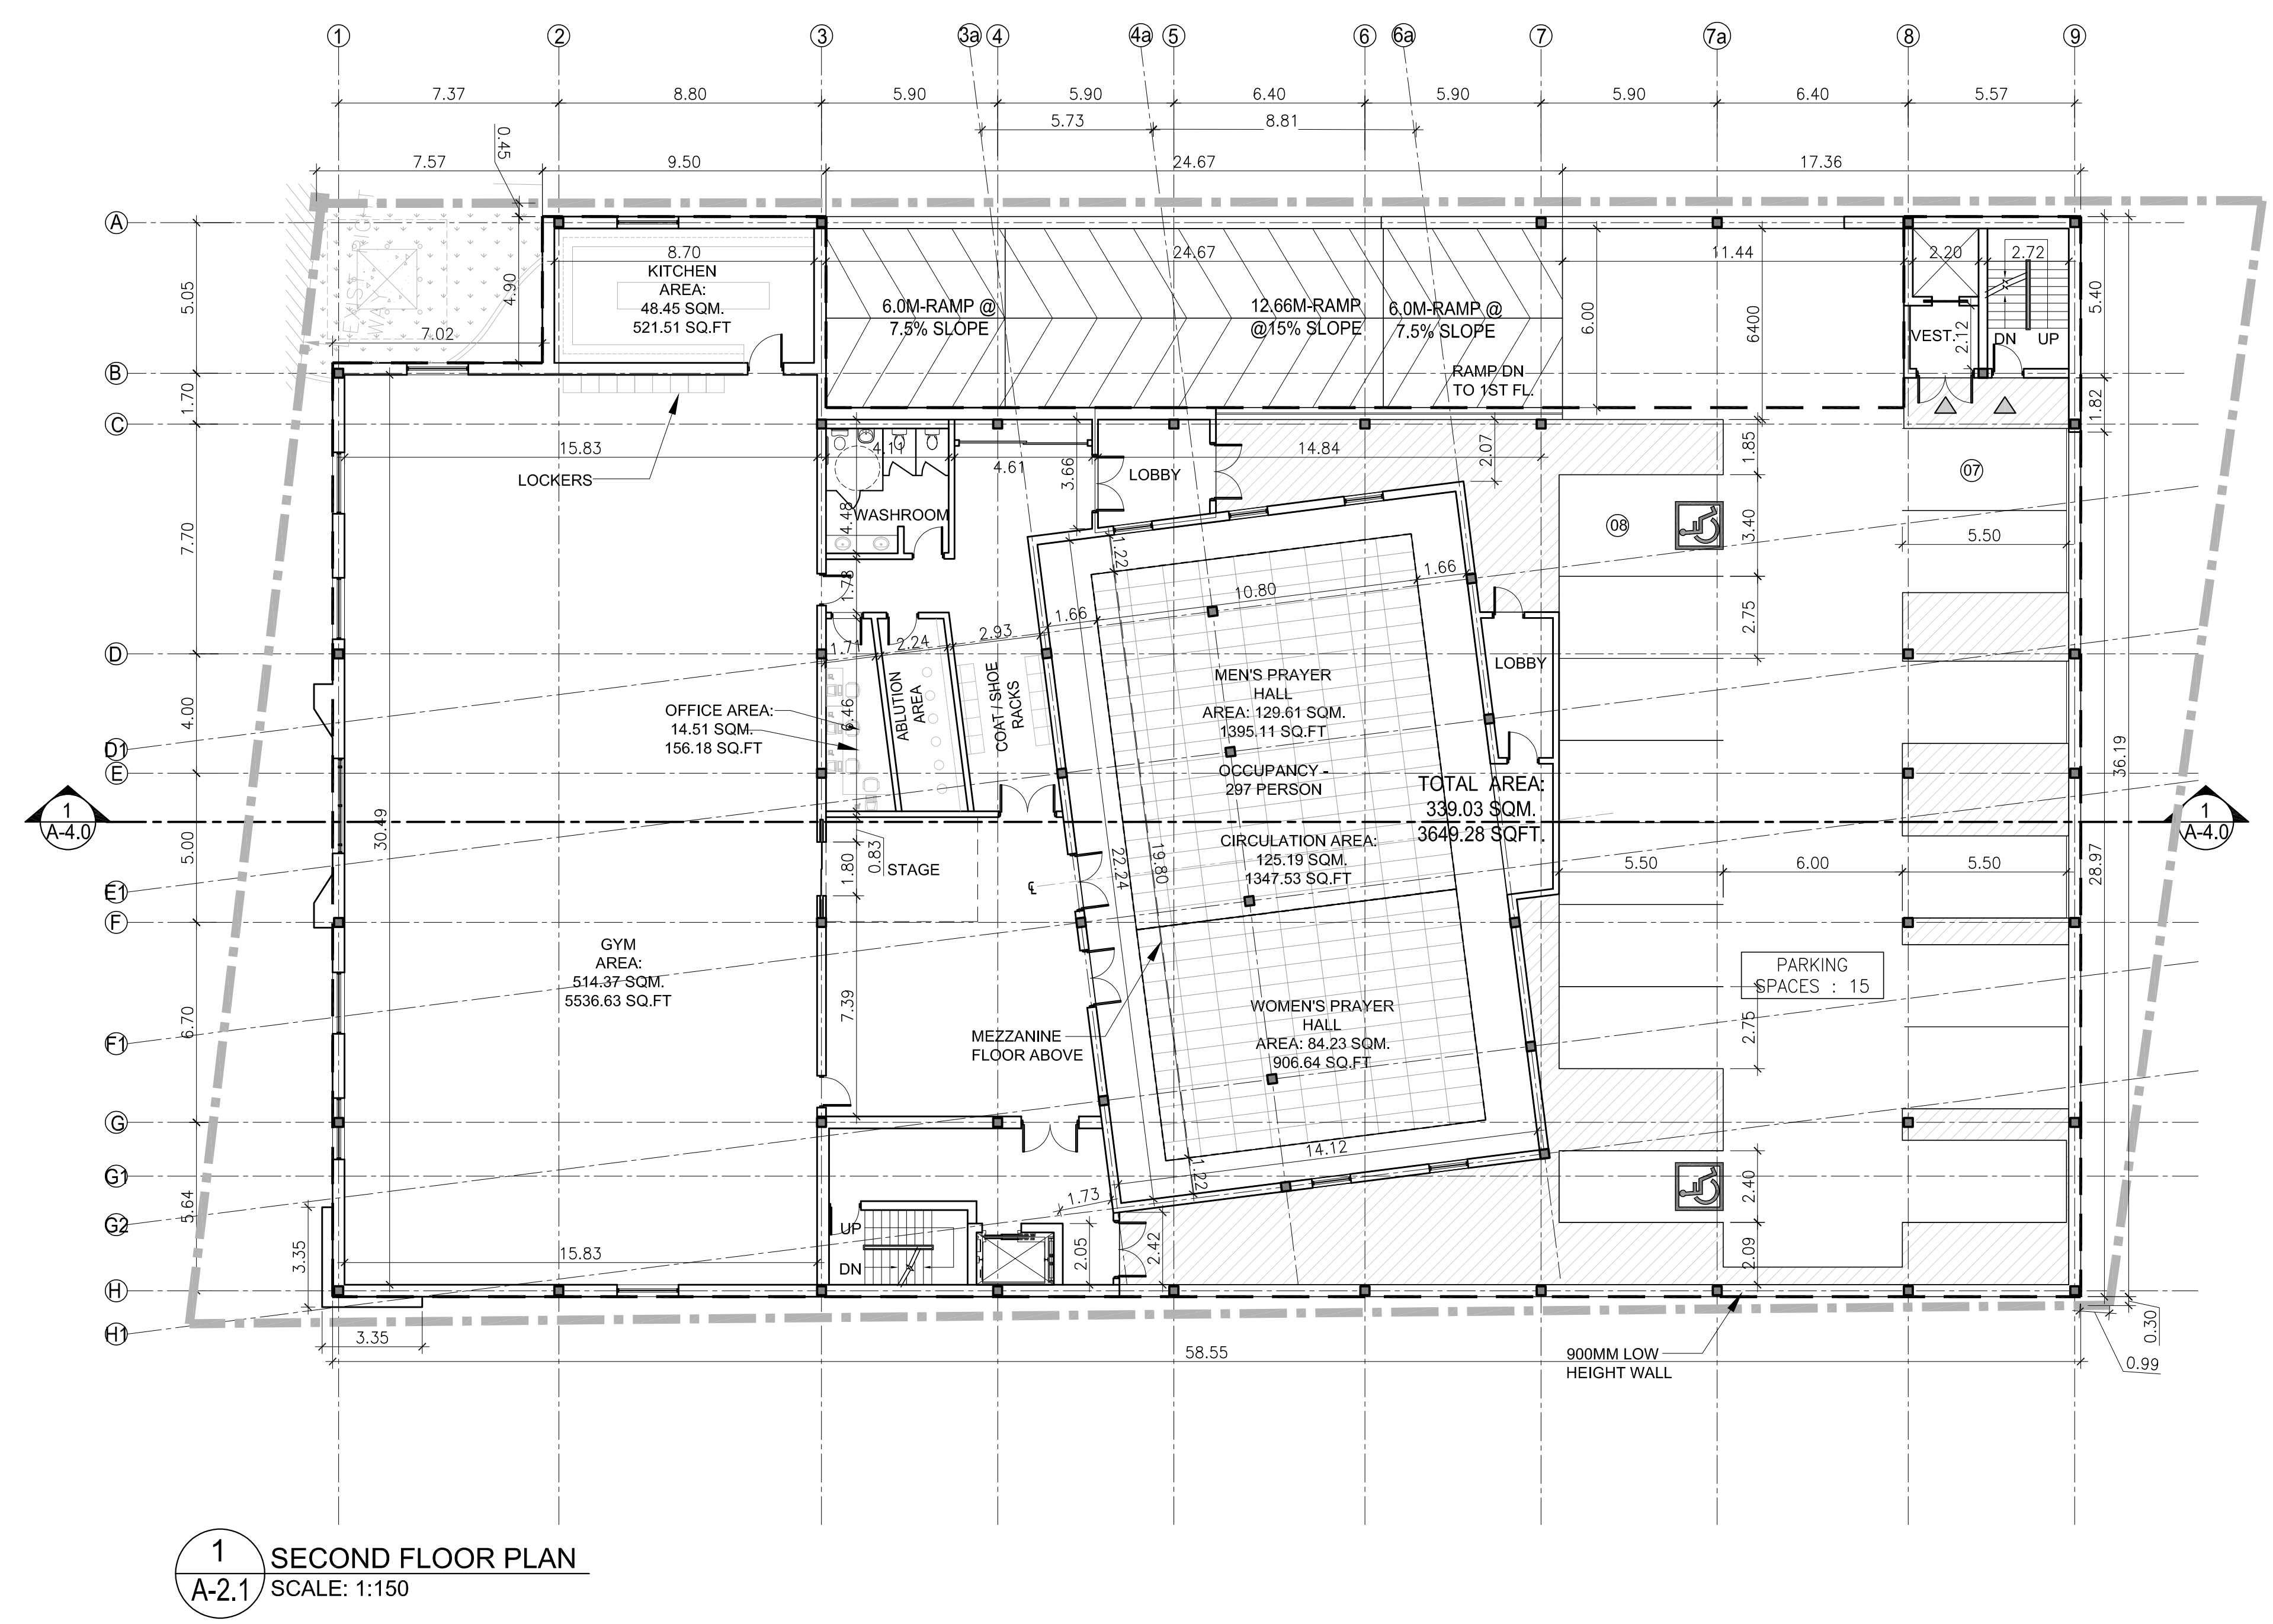 1 2 3 3a 4 4a 5 6 6a 7 7a 8 9
7.37 8.80 5.90 5.90 6.40 5.90 5.90 6.40 5.57
5.73 8.81
0.45
7.57 9.50 24.67 17.36
A
8.70 24.67 11.44 2.20 2.72
KITCHEN
AREA:
48.45 SQM.
521.51 SQ.FT
4.90
5.05
7.02
6.0M-RAMP @
7.5% SLOPE
12.66M-RAMP
@15% SLOPE
6.0M-RAMP @
7.5% SLOPE
6.00
6400
5.40
VEST.
2.12
DN UP
RAMP DN
TO 1ST FL.
B
1.70
1.82
C
LOCKERS
15.83 4.11 4.61 3.66 14.84 2.07 1.85
LOBBY
07
08
WASHROOM
4.48
7.70
3.40
5.50
1.22
1.78
1.66 10.80 1.66
2.75
1.71 2.24 2.93
D
LOBBY
MEN'S PRAYER
HALL
AREA: 129.61 SQM.
1395.11 SQ.FT
OCCUPANCY -
297 PERSON
OFFICE AREA:
14.51 SQM.
156.18 SQ.FT
6.46
ABLUTION
AREA
COAT / SHOE
RACKS
4.00
D1
E
TOTAL AREA:
339.03 SQM.
3649.28 SQFT.
36.19
1
A-4.0
1
A-4.0
30.49
5.00
1.80
0.83
STAGE
22.24
19.80
CIRCULATION AREA:
125.19 SQM.
1347.53 SQ.FT
5.50 6.00 5.50
28.97
E1
F
GYM
AREA:
514.37 SQM.
5536.63 SQ.FT
PARKING
SPACES : 15
7.39
6.70
F1
MEZZANINE
FLOOR ABOVE
WOMEN'S PRAYER
HALL
AREA: 84.23 SQM.
906.64 SQ.FT
2.75
G
14.12
G1
1.22
1.73
2.40
5.64
G2
UP
DN
3.35
15.83
2.05
2.42
2.09
H
H1
3.35
58.55
900MM LOW
HEIGHT WALL
0.30
0.99
1
A-2.1
SECOND FLOOR PLAN
SCALE: 1:150